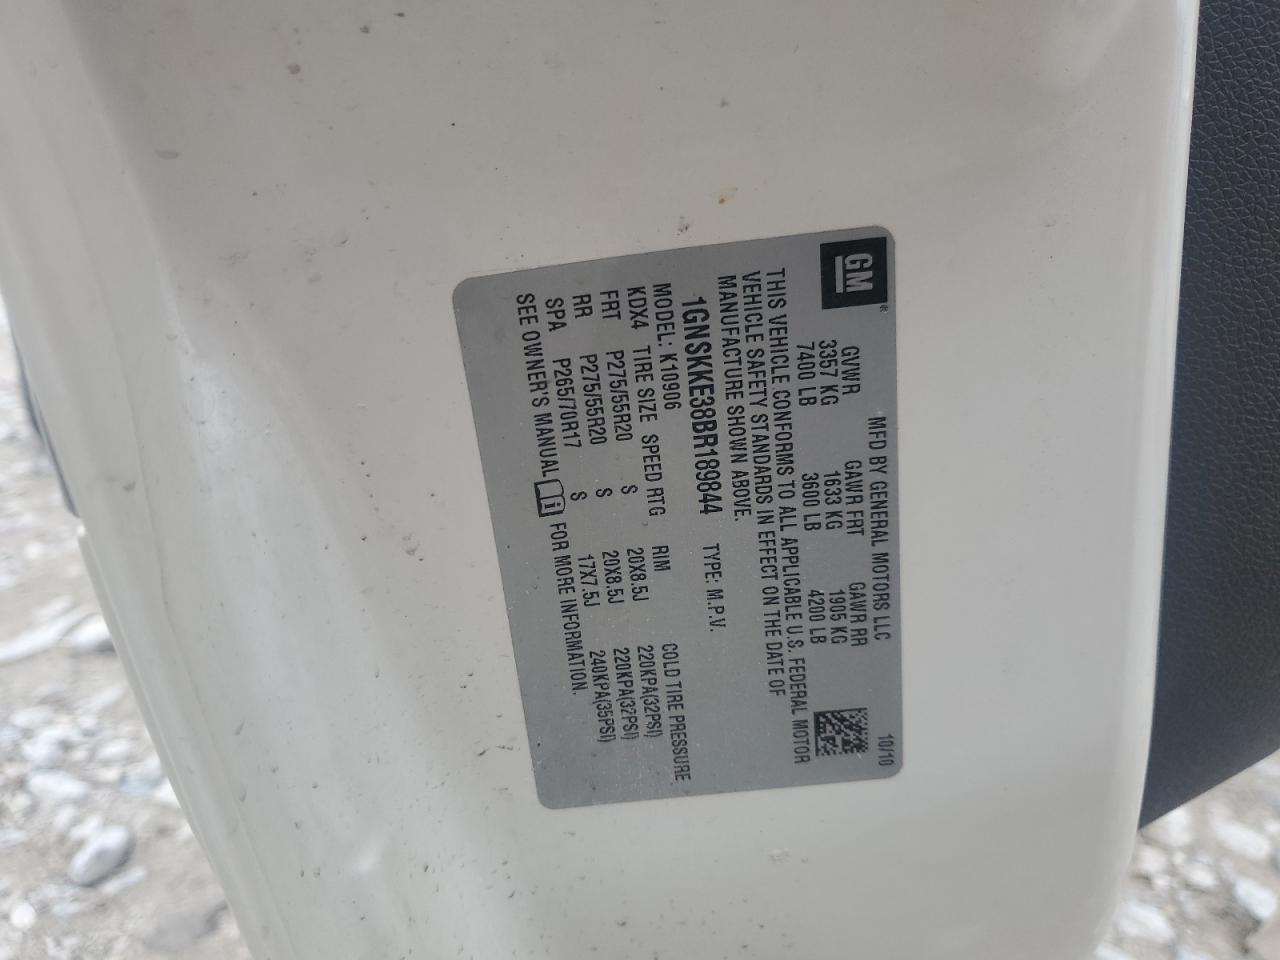 GM®
MFD BY GENERAL MOTORS LLC 10/10
GVWR GAWR FRT GAWR RR
3357 KG 1633 KG 1905 KG
7400 LB 3600 LB 4200 LB
THIS VEHICLE CONFORMS TO ALL APPLICABLE U.S. FEDERAL MOTOR
VEHICLE SAFETY STANDARDS IN EFFECT ON THE DATE OF
MANUFACTURE SHOWN ABOVE.
1GNSKKE38BR189844 TYPE: M.P.V.
MODEL: K10906
KDX4 TIRE SIZE SPEED RTG RIM COLD TIRE PRESSURE
FRT P275/55R20 S 20X8.5J 220KPA(32PSI)
RR P275/55R20 S 20X8.5J 220KPA(32PSI)
SPA P265/70R17 S 17X7.5J 240KPA(35PSI)
SEE OWNER'S MANUAL FOR MORE INFORMATION.